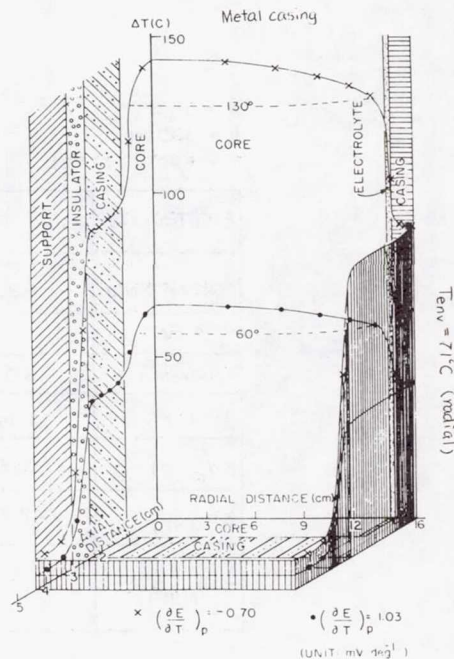 Metal casing
ΔT(C)
150
130°
CORE
CORE
ELECTROLYTE
CASING
CASING
INSULATOR
SUPPORT
100
50
60°
Tenv = 71°C (radial)
RADIAL DISTANCE (cm)
AXIAL DISTANCE (cm)
0 3 6 9 12 16
CORE
CASING
3
4
5
× (∂E/∂T)p = -0.70 • (∂E/∂T)p = 1.03
(UNIT: mV deg⁻¹)